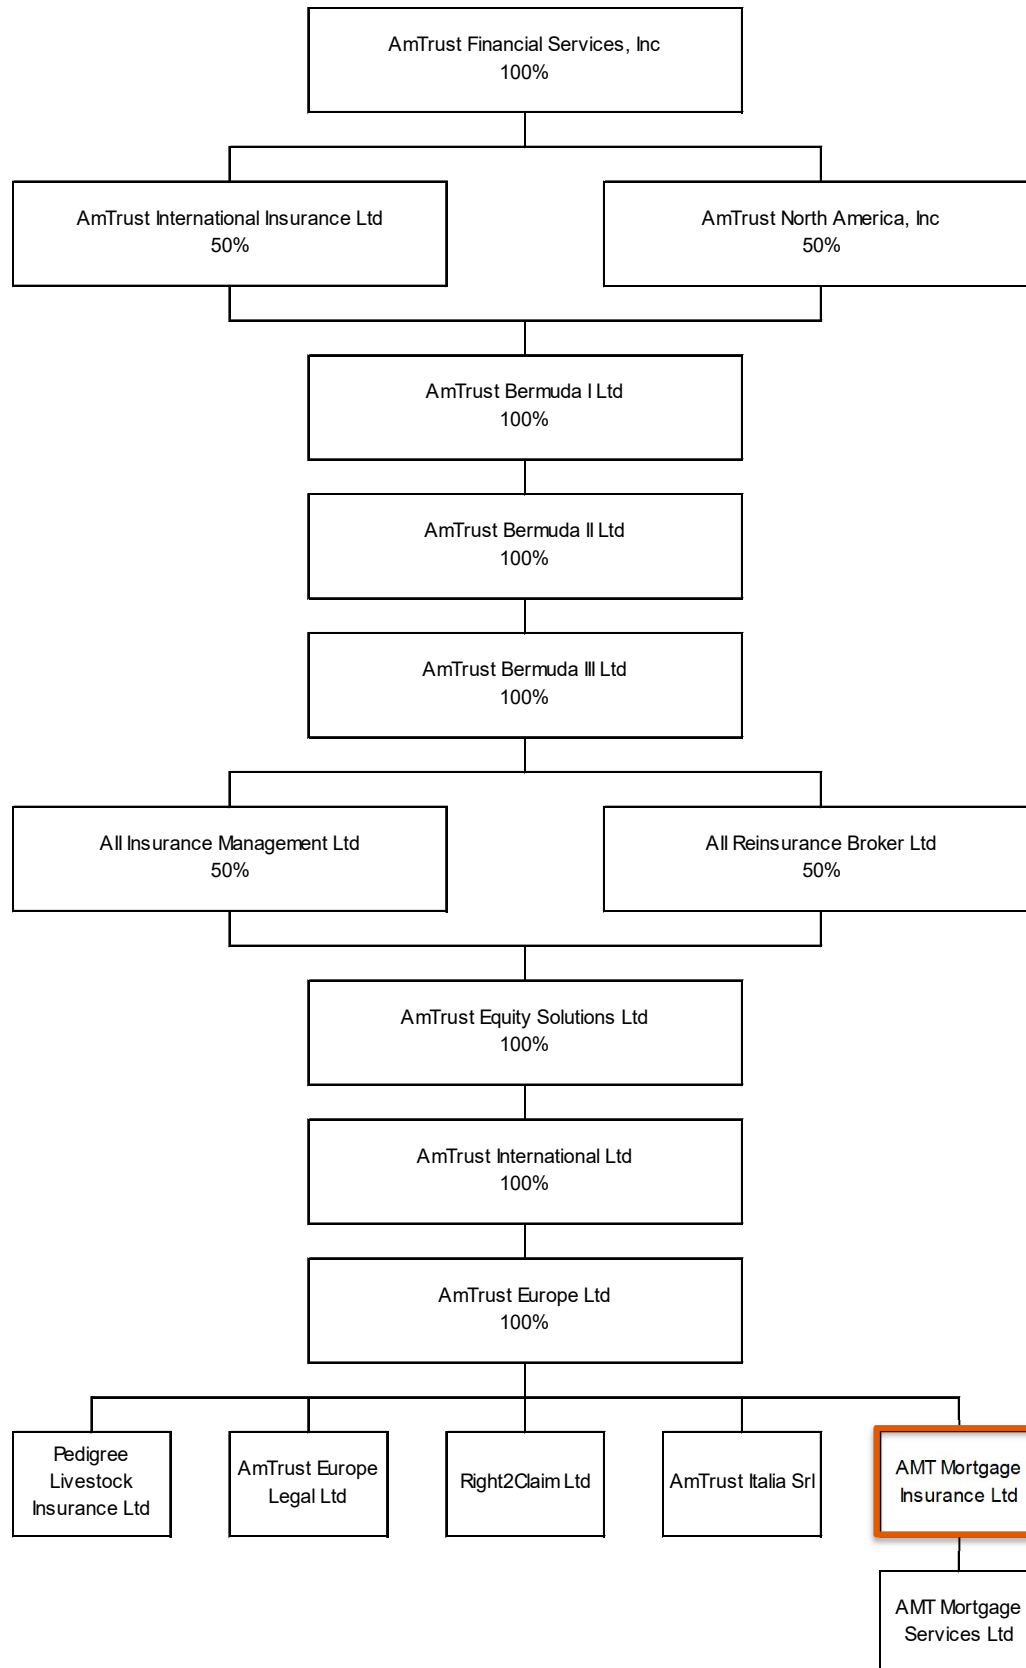 AmTrust Financial Services, Inc
100%
AmTrust International Insurance Ltd
50%
AmTrust North America, Inc
50%
AmTrust Bermuda I Ltd
100%
AmTrust Bermuda II Ltd
100%
AmTrust Bermuda III Ltd
100%
AII Insurance Management Ltd
50%
AII Reinsurance Broker Ltd
50%
AmTrust Equity Solutions Ltd
100%
AmTrust International Ltd
100%
AmTrust Europe Ltd
100%
Pedigree
Livestock
Insurance Ltd
AmTrust Europe
Legal Ltd
Right2Claim Ltd
AmTrust Italia Srl
AMT Mortgage
Insurance Ltd
AMT Mortgage
Services Ltd